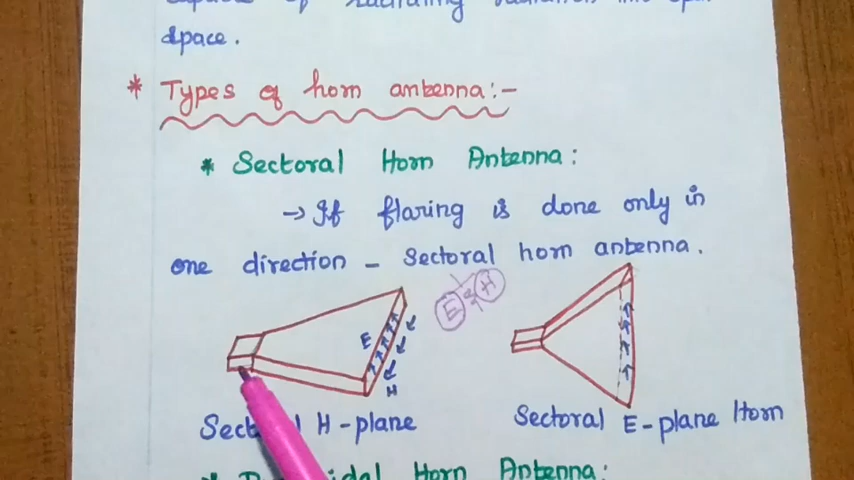 space.
* Types of horn antenna:-
* Sectoral Horn Antenna:
→ If flaring is done only in
one direction - Sectoral horn antenna.
E & H
E
H
Sectoral H-plane
Sectoral E-plane Horn
Horn Antenna: